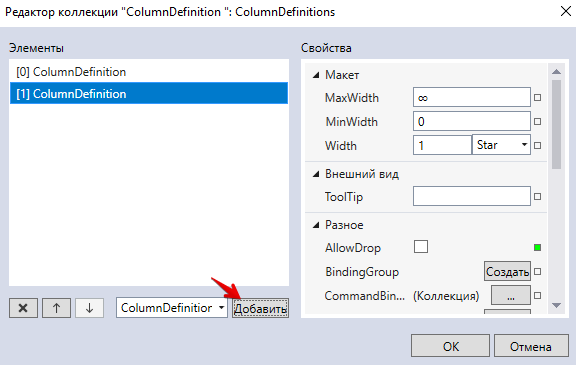 Редактор коллекции "ColumnDefinition ": ColumnDefinitions
Элементы
[0] ColumnDefinition
[1] ColumnDefinition
ColumnDefinitior
Добавить
Свойства
Макет
MaxWidth ∞
MinWidth 0
Width 1 Star
Внешний вид
ToolTip
Разное
AllowDrop
BindingGroup Создать
CommandBin... (Коллекция) ...
ОК Отмена